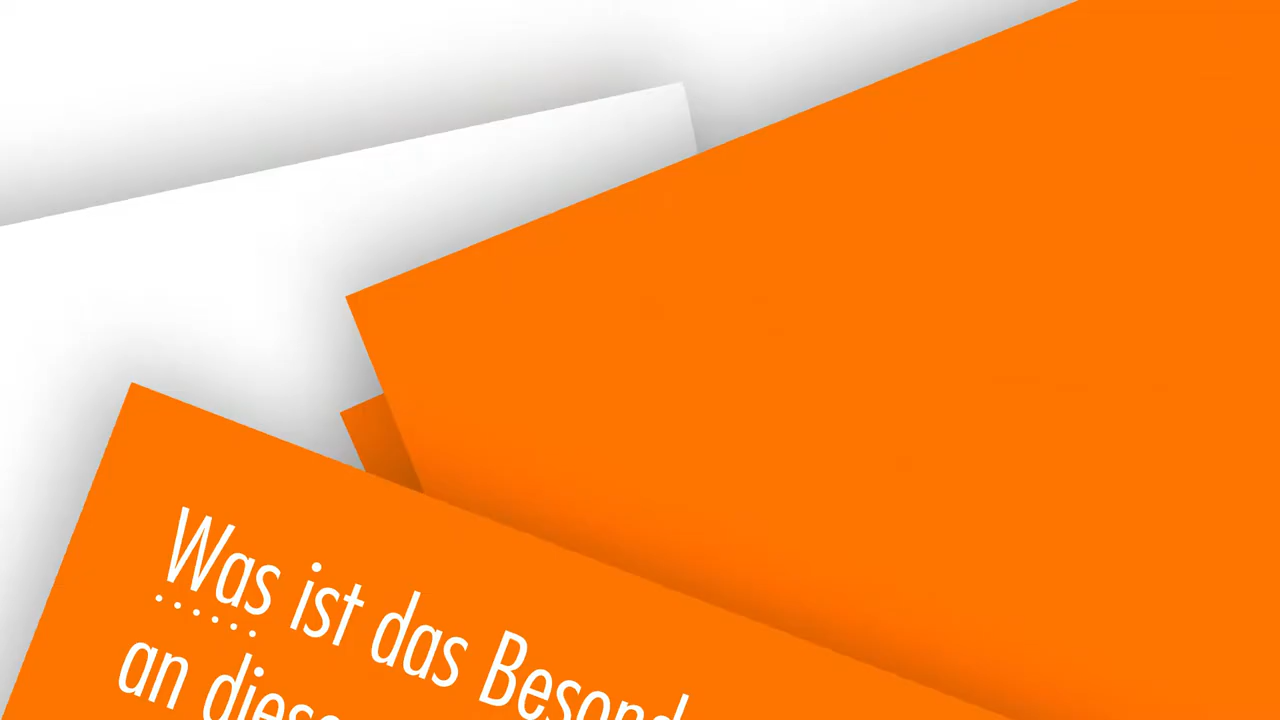 Was ist das Besond
an diese